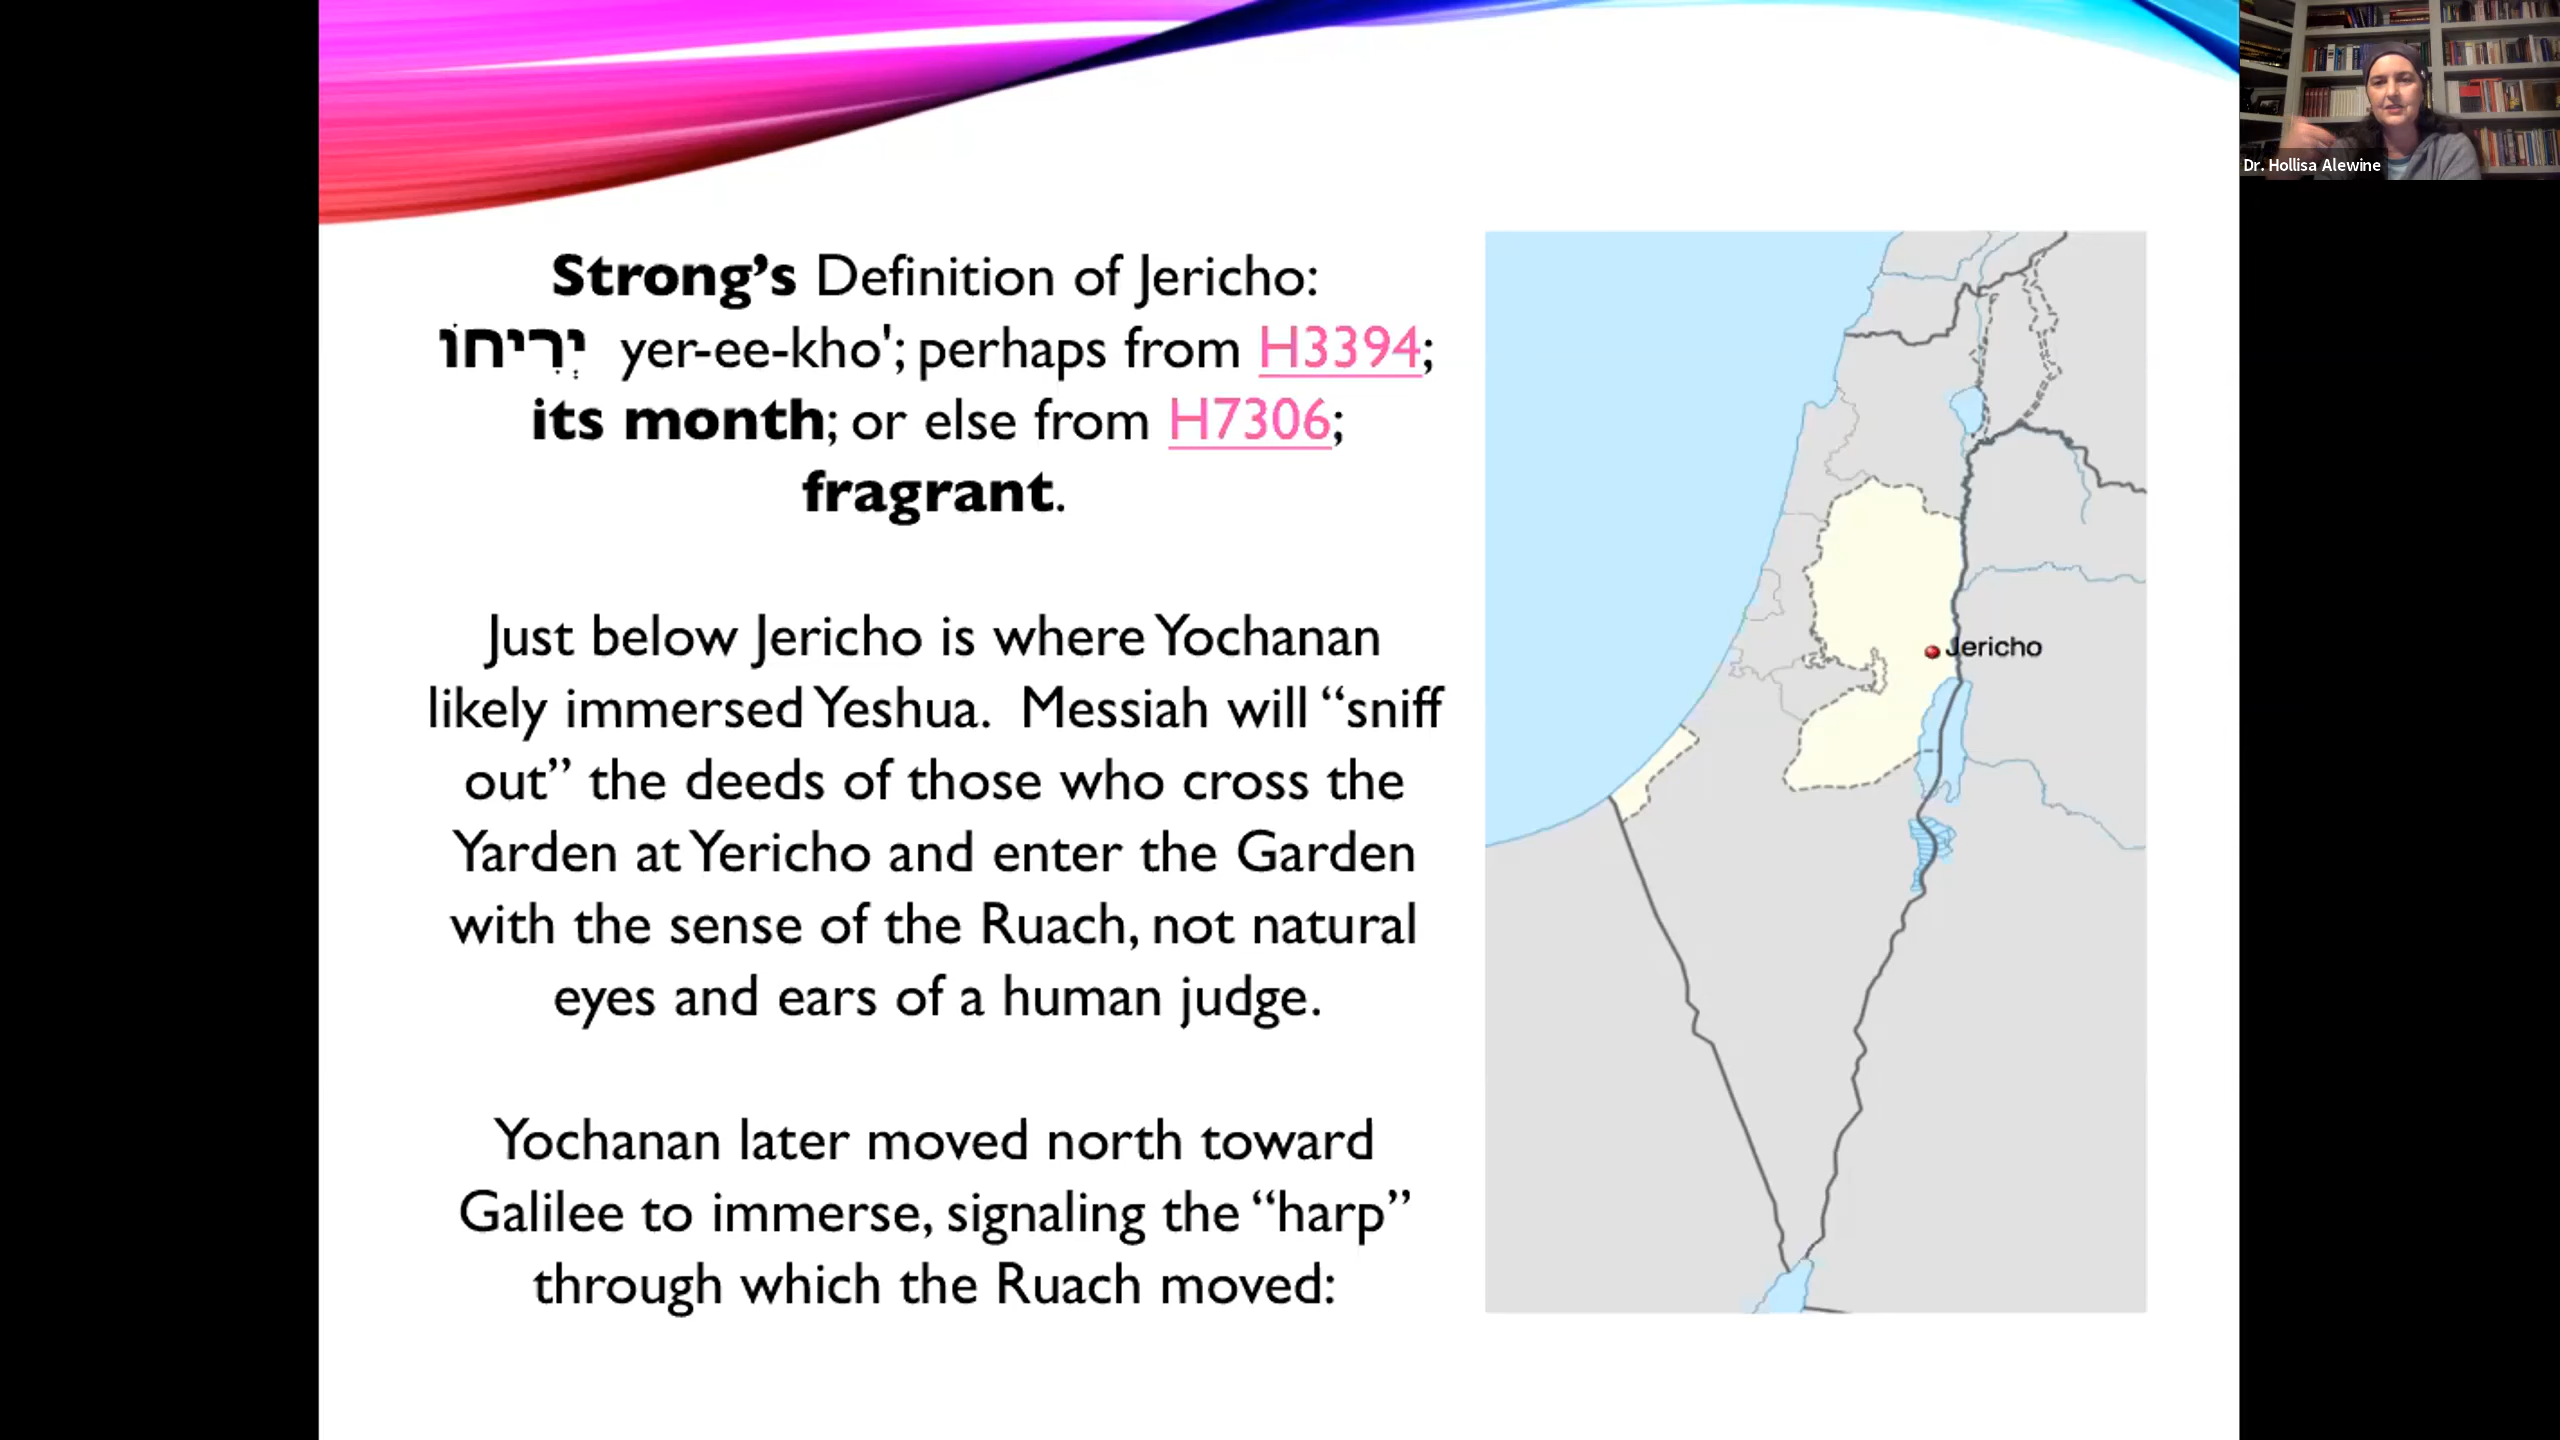 Strong’s Definition of Jericho:
יְרִיחוֹ yer-ee-kho'; perhaps from H3394;
its month; or else from H7306;
fragrant.
Just below Jericho is where Yochanan
likely immersed Yeshua. Messiah will “sniff
out” the deeds of those who cross the
Yarden at Yericho and enter the Garden
with the sense of the Ruach, not natural
eyes and ears of a human judge.
Yochanan later moved north toward
Galilee to immerse, signaling the “harp”
through which the Ruach moved:
Jericho
Dr. Hollisa Alewine